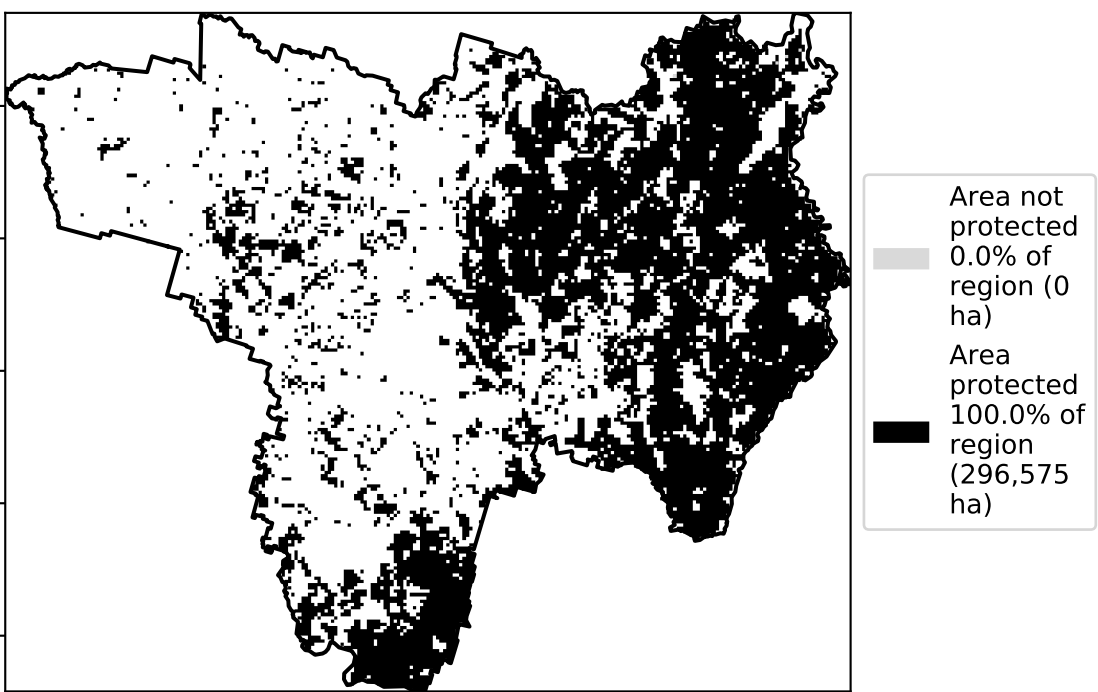 Area not
protected
0.0% of
region (0
ha)
Area
protected
100.0% of
region
(296,575
ha)